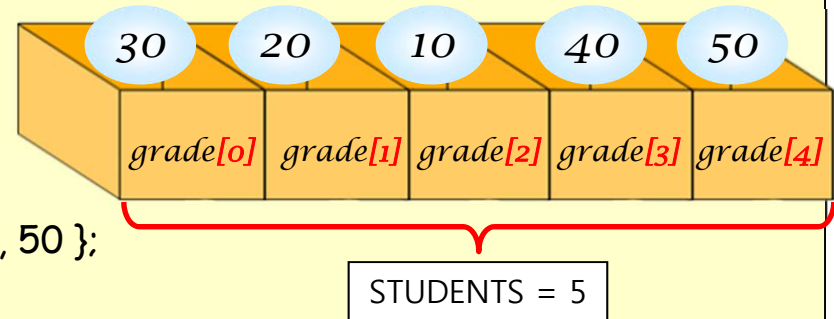 30 20 10 40 50
grade[0] grade[1] grade[2] grade[3] grade[4]
, 50 };
STUDENTS = 5